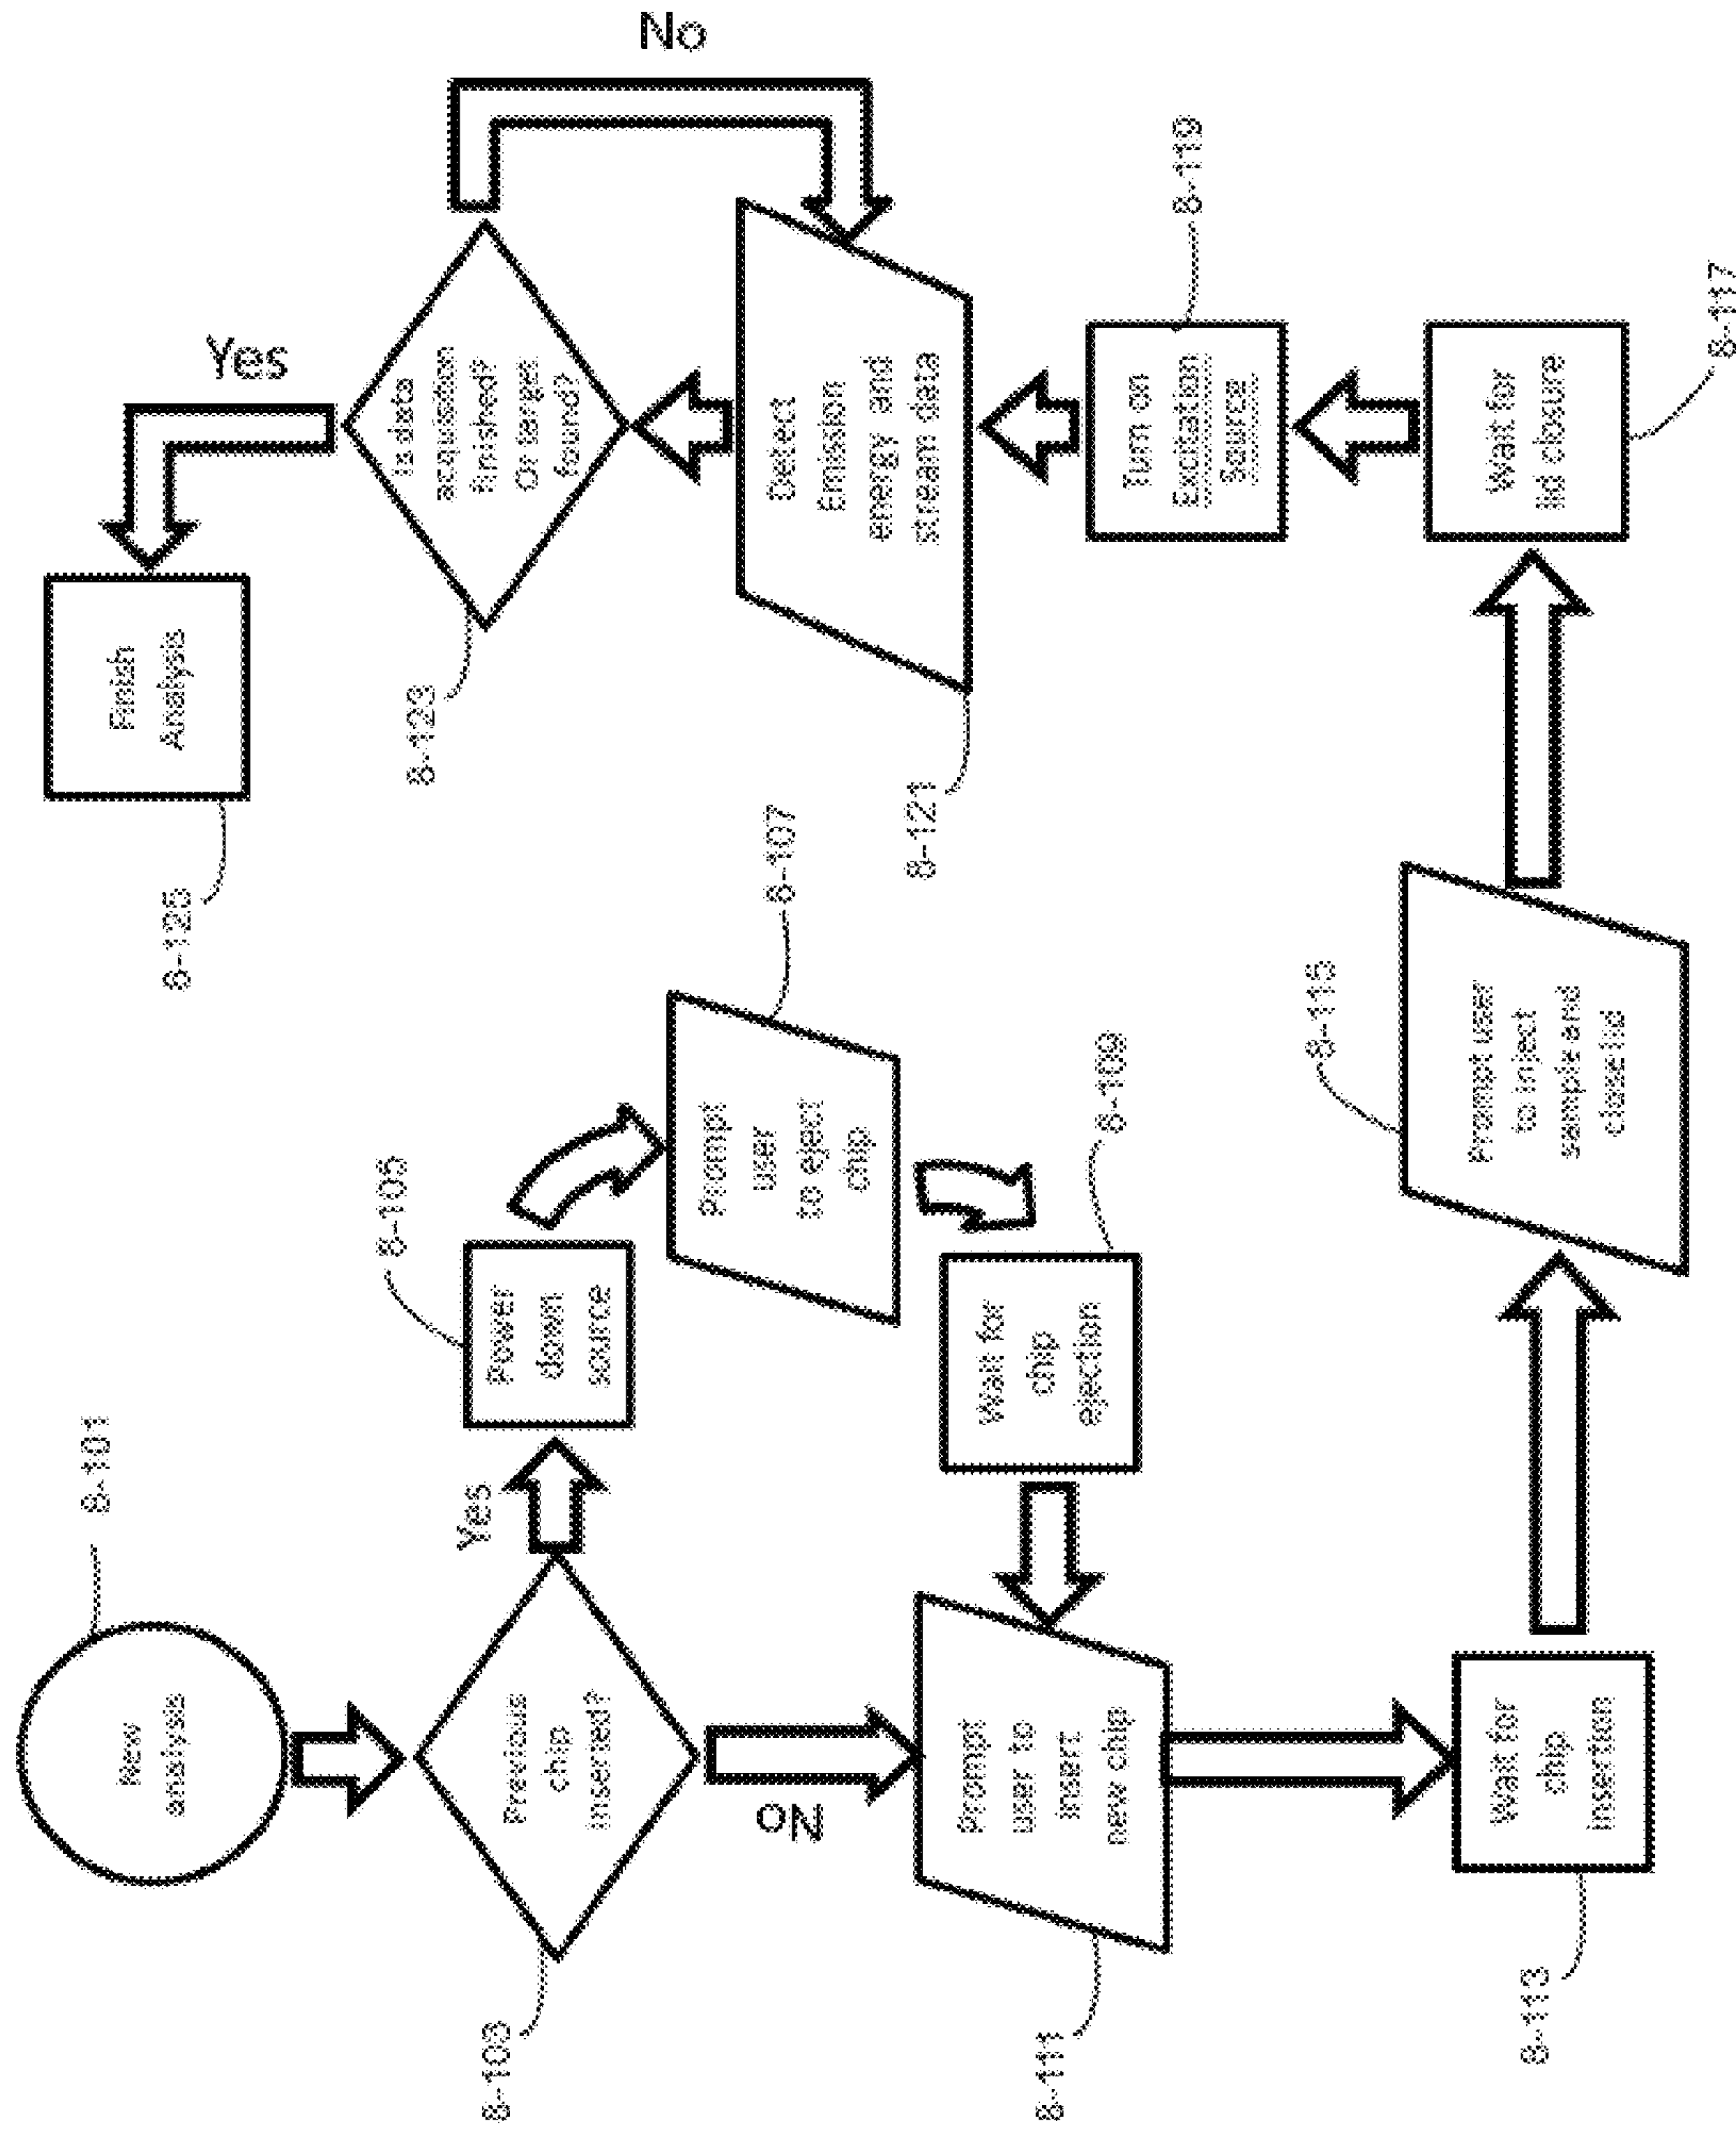 8-101
New
analysis
8-103
Previous
chip
inserted?
Yes
No
8-105
Power
down
source
8-107
Prompt
user
to eject
chip
8-109
Wait for
chip
ejection
8-111
Prompt
user to
insert
new chip
8-113
Wait for
chip
insertion
8-115
Prompt user
to inject
sample and
close lid
8-117
Wait for
lid closure
8-119
Turn on
Excitation
Source
8-121
Detect
Emission
energy and
stream data
8-123
Is data
acquisition
finished?
Or target
found?
No
Yes
8-125
Finish
Analysis